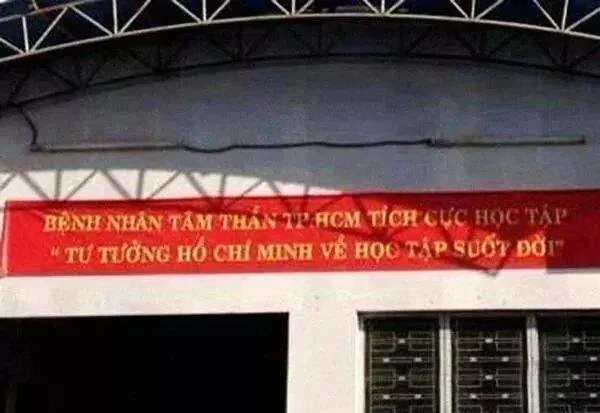 BỆNH NHÂN TÂM THẦN TP HCM TÍCH CỰC HỌC TẬP
“ TƯ TƯỞNG HỒ CHÍ MINH VỀ HỌC TẬP SUỐT ĐỜI”